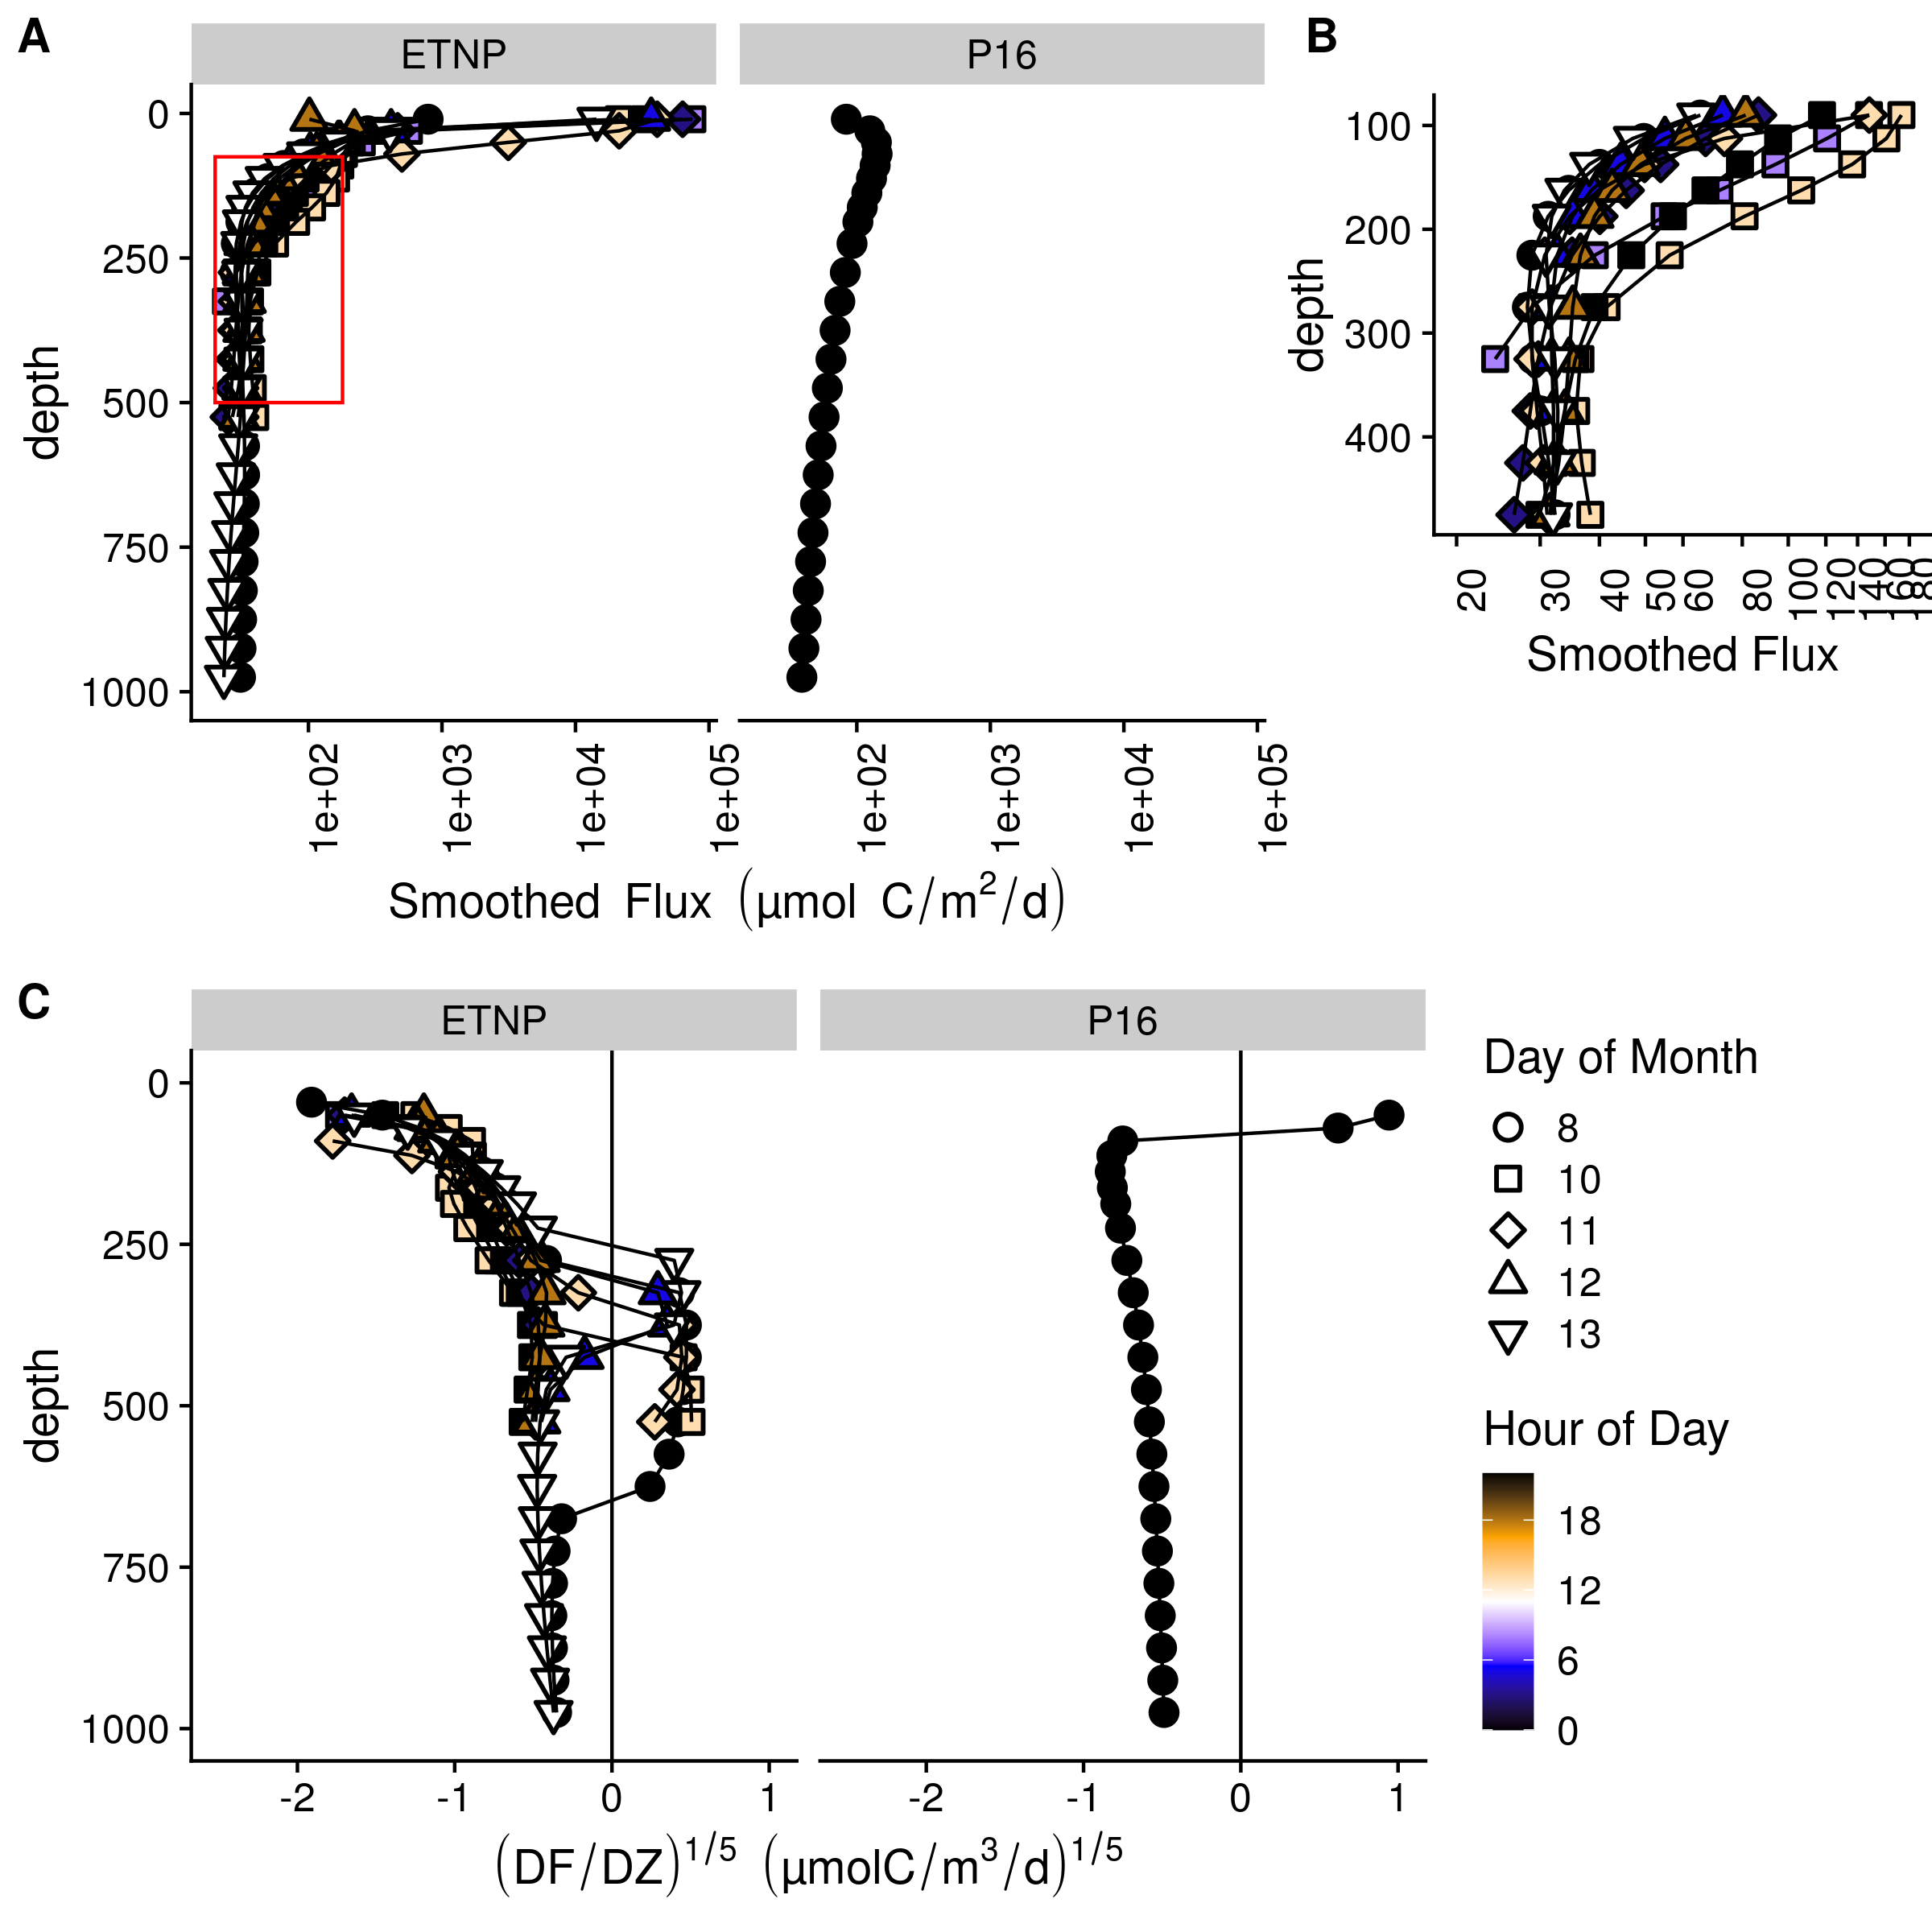 A
ETNP
P16
0
250
500
750
1000
depth
1e+02
1e+03
1e+04
1e+05
1e+02
1e+03
1e+04
1e+05
Smoothed Flux (µmol C/m²/d)
B
100
200
300
400
depth
20
30
40
50
60
80
100
120
140
160
180
Smoothed Flux
C
ETNP
P16
0
250
500
750
1000
depth
-2
-1
0
1
-2
-1
0
1
(DF/DZ)^1/5 (µmolC/m³/d)^1/5
Day of Month
8
10
11
12
13
Hour of Day
18
12
6
0